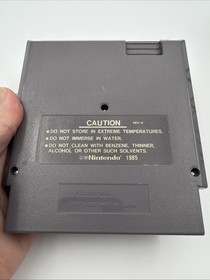 CAUTION
• DO NOT STORE IN EXTREME TEMPERATURES.
• DO NOT IMMERSE IN WATER.
• DO NOT CLEAN WITH BENZENE, THINNER,
ALCOHOL OR OTHER SUCH SOLVENTS.
©Nintendo 1985